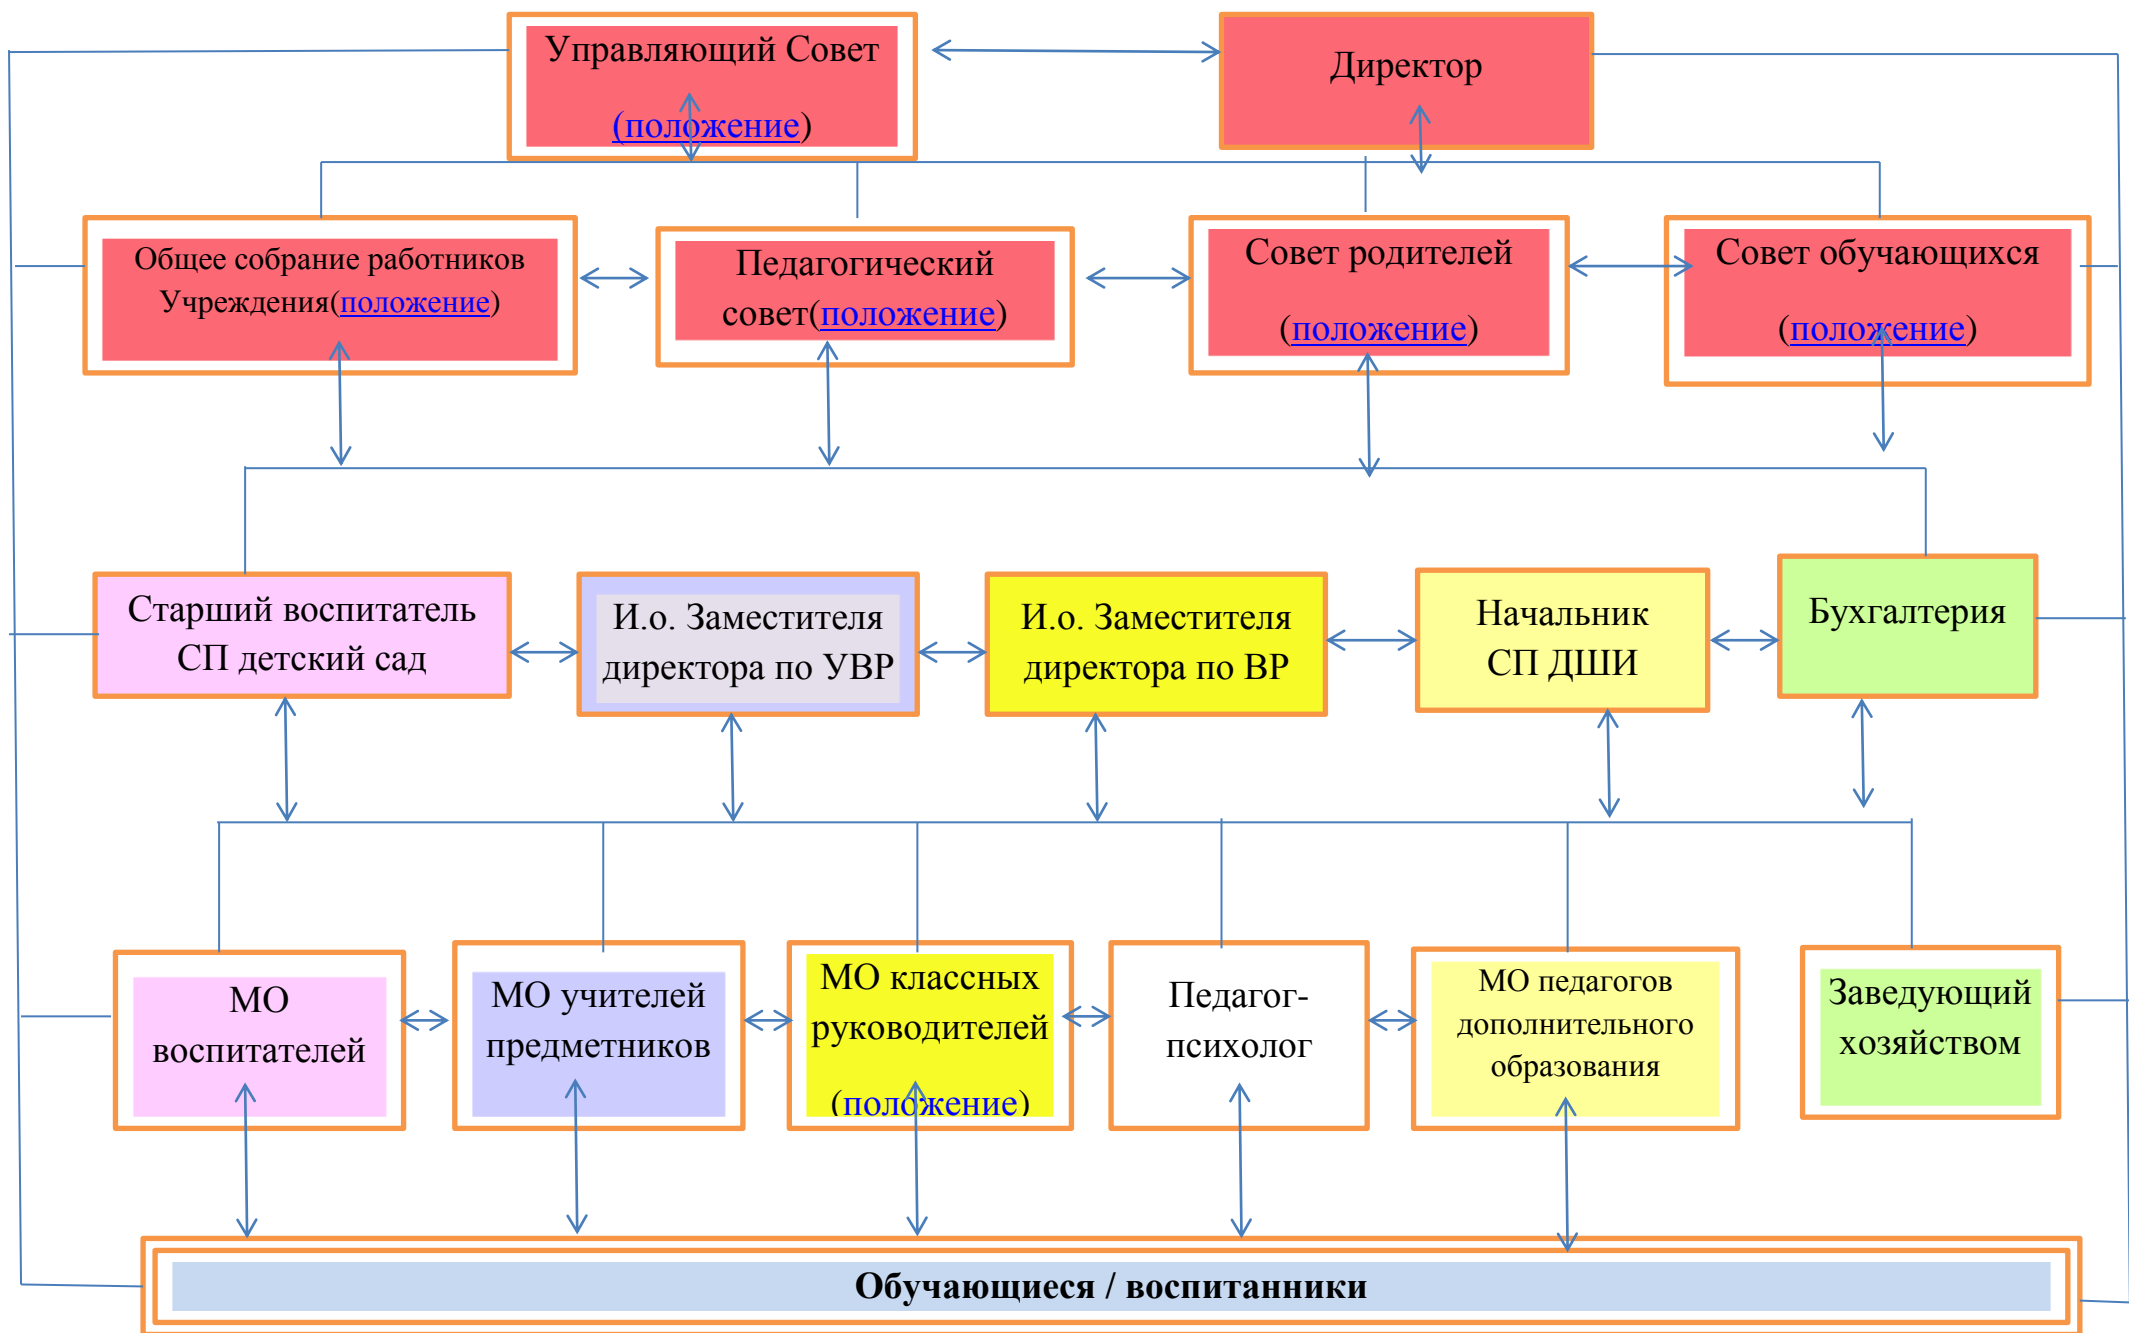 Управляющий Совет
(положение)
Директор
Общее собрание работников
Учреждения(положение)
Педагогический
совет(положение)
Совет родителей
(положение)
Совет обучающихся
(положение)
Старший воспитатель
СП детский сад
И.о. Заместителя
директора по УВР
И.о. Заместителя
директора по ВР
Начальник
СП ДШИ
Бухгалтерия
МО
воспитателей
МО учителей
предметников
МО классных
руководителей
(положение)
Педагог-
психолог
МО педагогов
дополнительного
образования
Заведующий
хозяйством
Обучающиеся / воспитанники